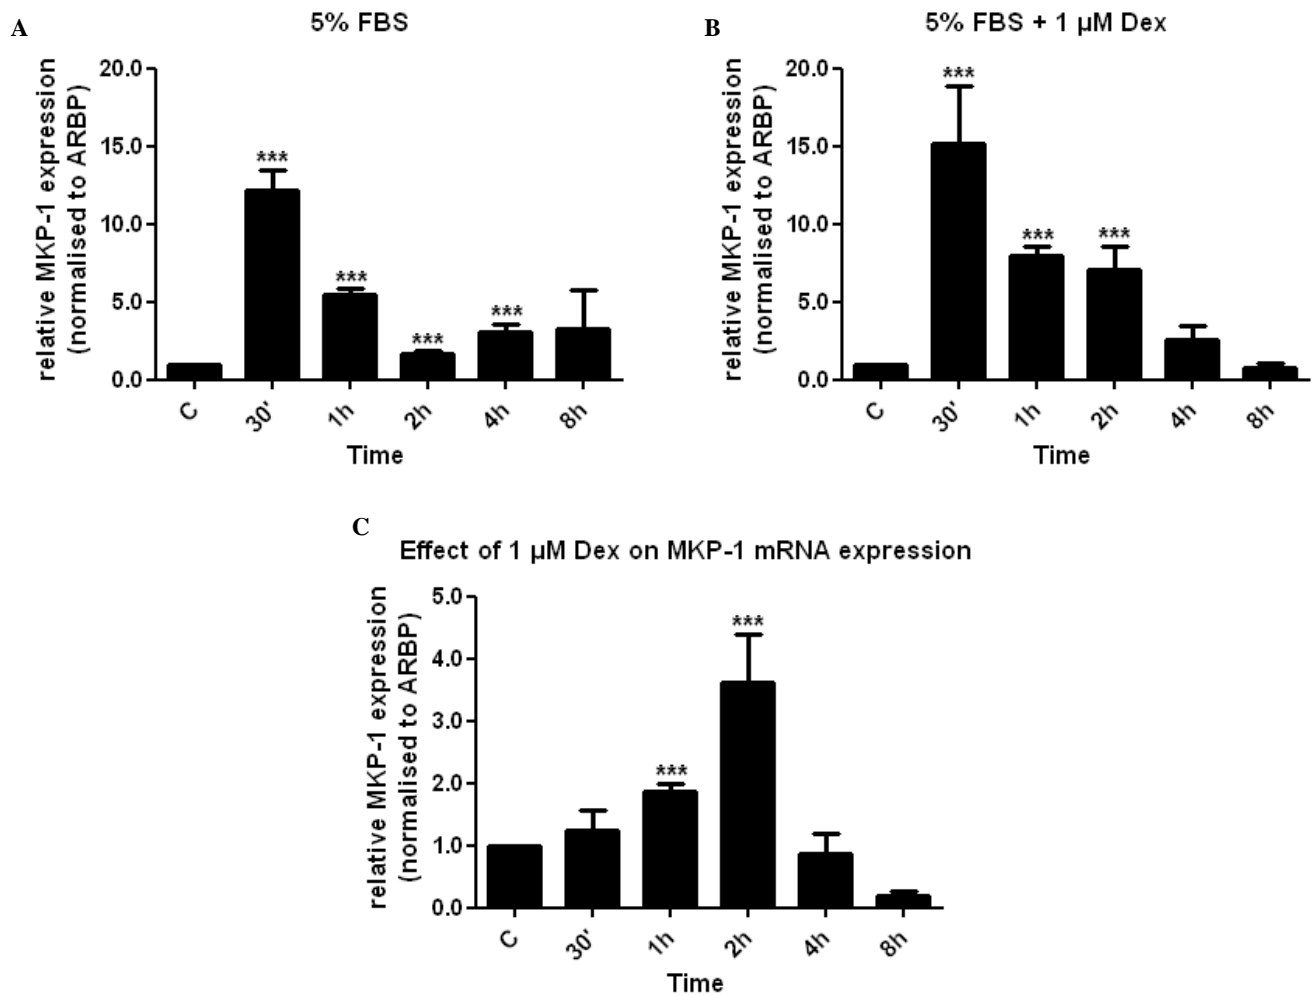 A
5% FBS
relative MKP-1 expression
(normalised to ARBP)
20.0
15.0
10.0
5.0
0.0
***
***
***
***
C
30'
1h
2h
4h
8h
Time
B
5% FBS + 1 µM Dex
relative MKP-1 expression
(normalised to ARBP)
20.0
15.0
10.0
5.0
0.0
***
***
***
C
30'
1h
2h
4h
8h
Time
C
Effect of 1 µM Dex on MKP-1 mRNA expression
relative MKP-1 expression
(normalised to ARBP)
5.0
4.0
3.0
2.0
1.0
0.0
***
***
C
30'
1h
2h
4h
8h
Time